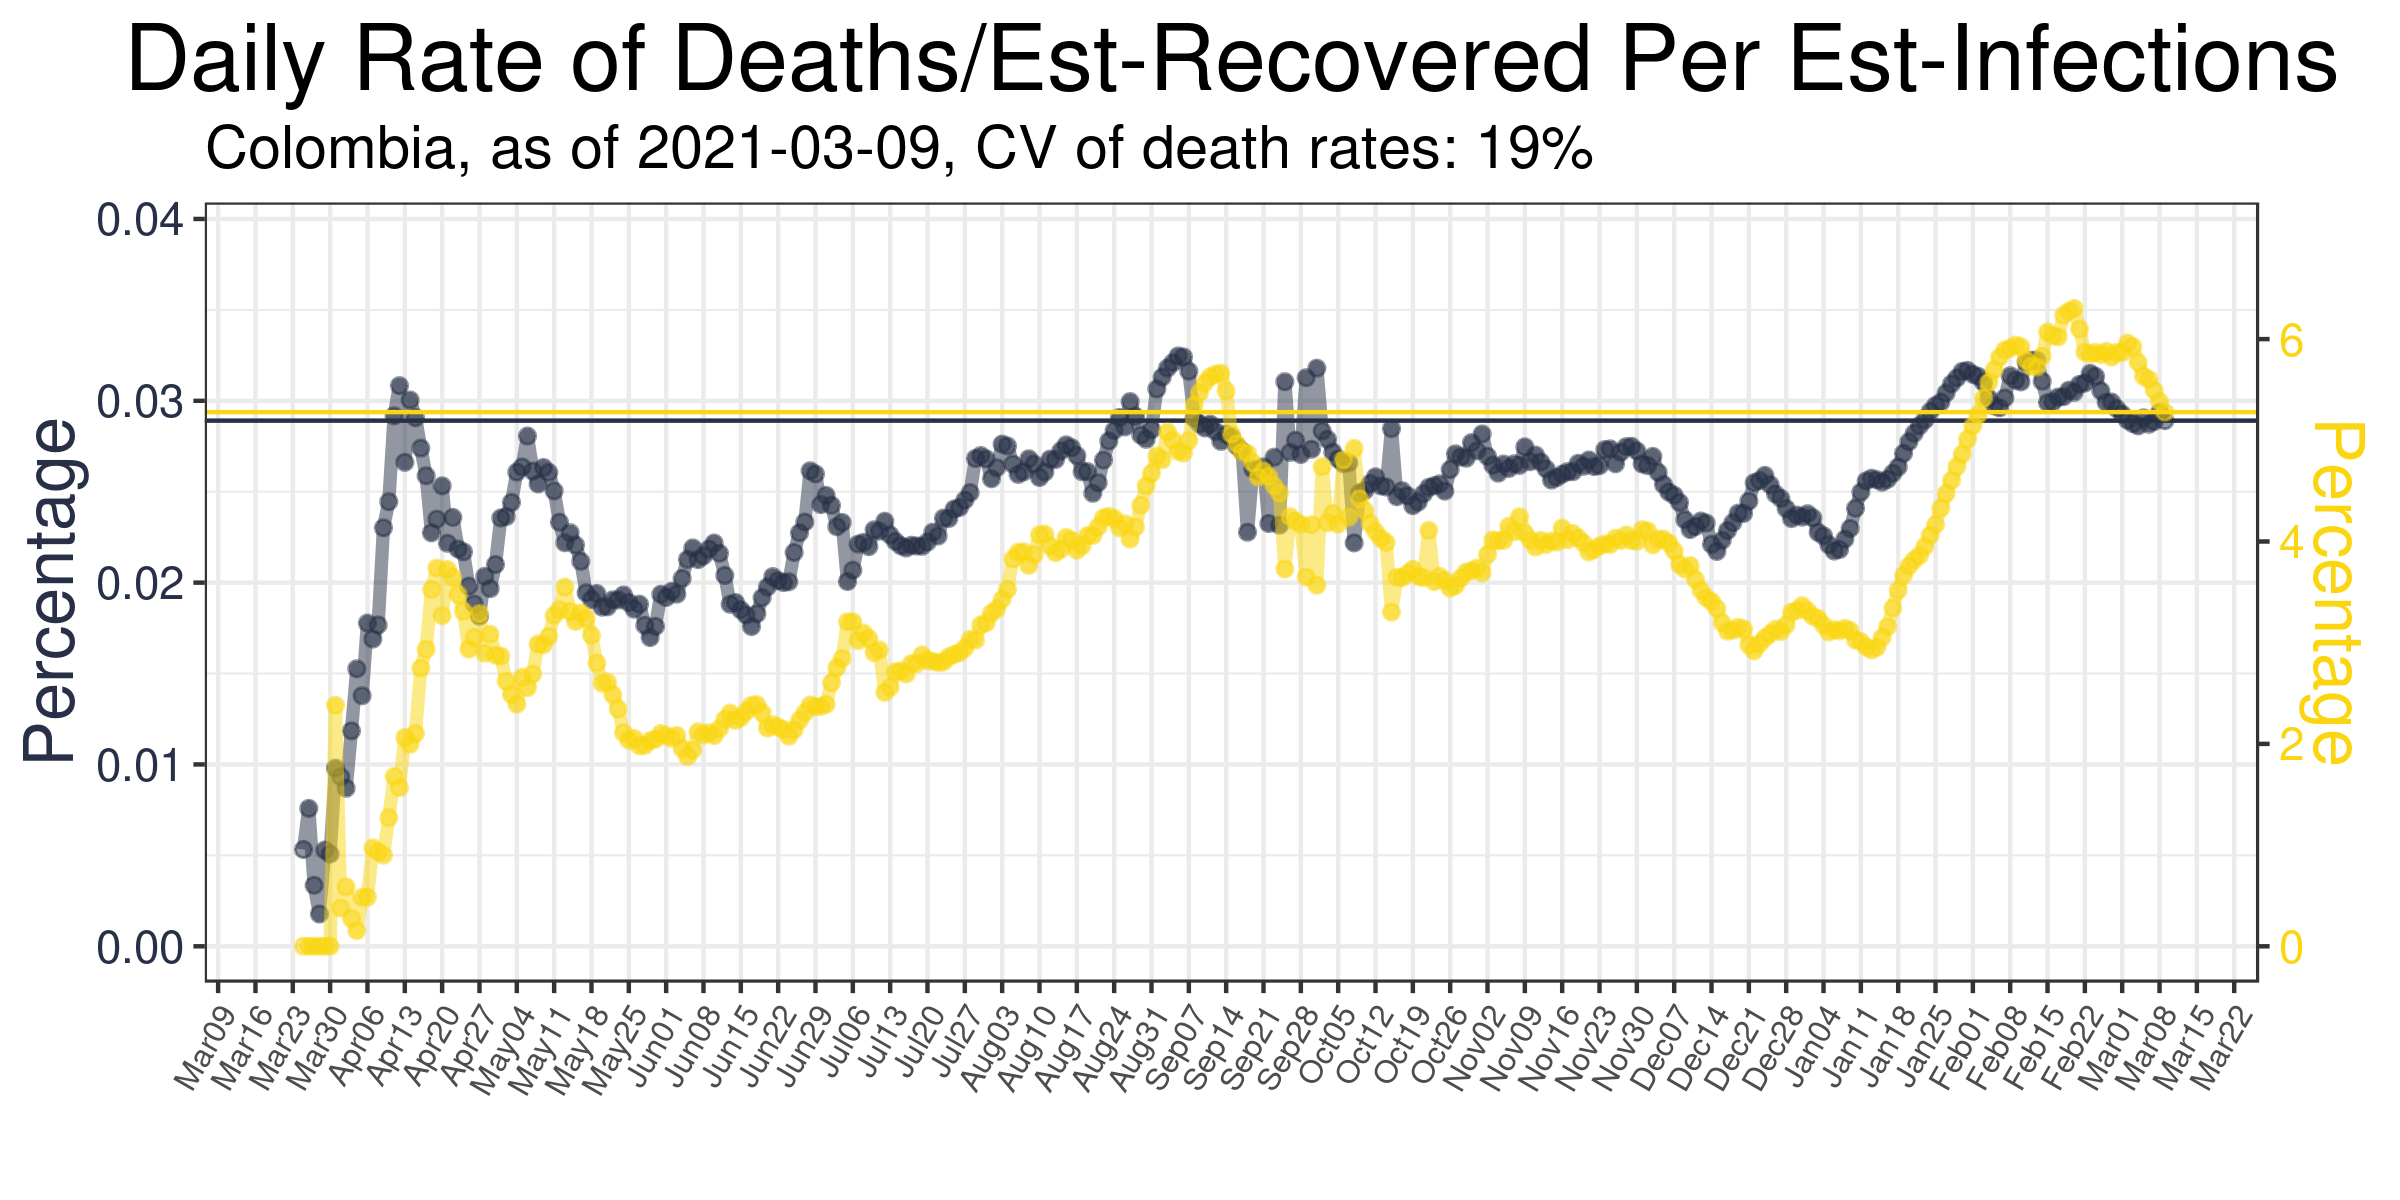 Daily Rate of Deaths/Est-Recovered Per Est-Infections
Colombia, as of 2021-03-09, CV of death rates: 19%
Percentage
0.04
0.03
0.02
0.01
0.00
6
4
2
0
Percentage
Mar09 Mar16 Mar23 Mar30 Apr06 Apr13 Apr20 Apr27 May04 May11 May18 May25 Jun01 Jun08 Jun15 Jun22 Jun29 Jul06 Jul13 Jul20 Jul27 Aug03 Aug10 Aug17 Aug24 Aug31 Sep07 Sep14 Sep21 Sep28 Oct05 Oct12 Oct19 Oct26 Nov02 Nov09 Nov16 Nov23 Nov30 Dec07 Dec14 Dec21 Dec28 Jan04 Jan11 Jan18 Jan25 Feb01 Feb08 Feb15 Feb22 Mar01 Mar08 Mar15 Mar22